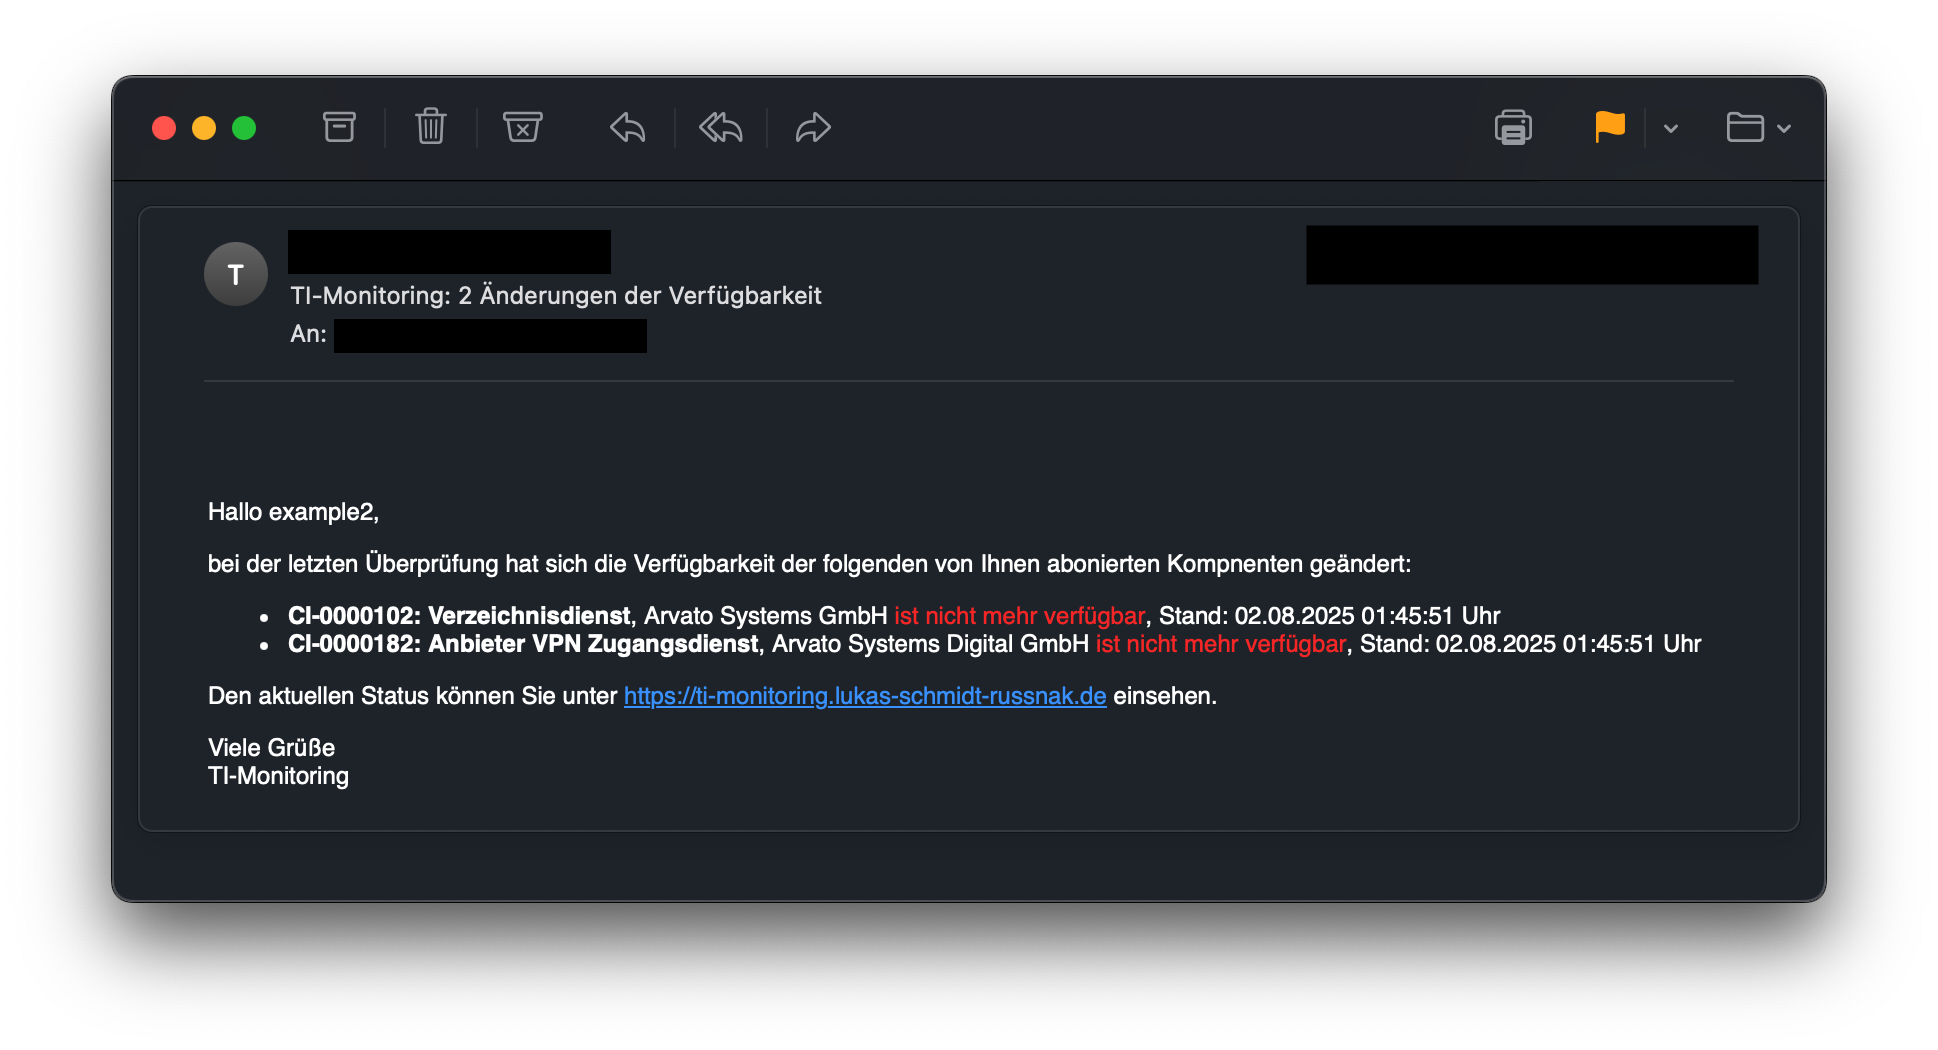 T
TI-Monitoring: 2 Änderungen der Verfügbarkeit
An:
Hallo example2,
bei der letzten Überprüfung hat sich die Verfügbarkeit der folgenden von Ihnen abonierten Kompnenten geändert:
• CI-0000102: Verzeichnisdienst, Arvato Systems GmbH ist nicht mehr verfügbar, Stand: 02.08.2025 01:45:51 Uhr
• CI-0000182: Anbieter VPN Zugangsdienst, Arvato Systems Digital GmbH ist nicht mehr verfügbar, Stand: 02.08.2025 01:45:51 Uhr
Den aktuellen Status können Sie unter https://ti-monitoring.lukas-schmidt-russnak.de einsehen.
Viele Grüße
TI-Monitoring